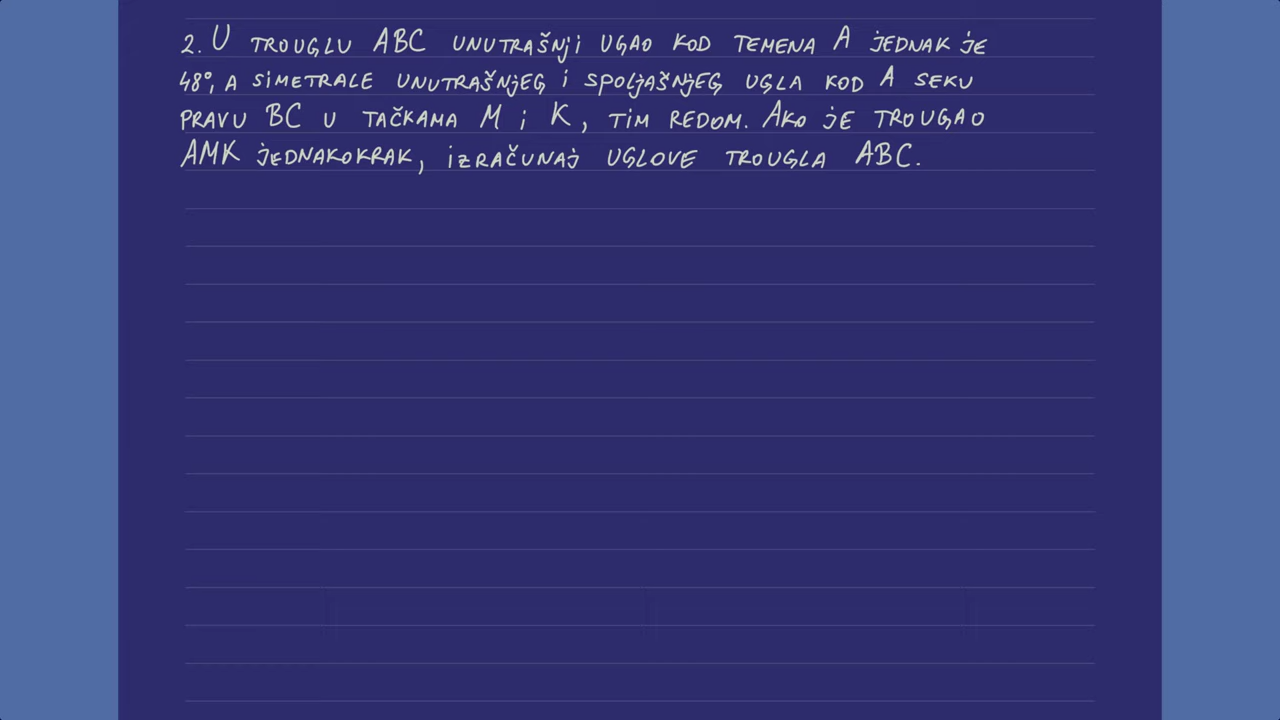 2. U TROUGLU ABC UNUTRAŠNJI UGAO KOD TEMENA A JEDNAK JE
48°, A SIMETRALE UNUTRAŠNJEG I SPOLJAŠNJEG UGLA KOD A SEKU
PRAVU BC U TAČKAMA M I K, TIM REDOM. AKO JE TROUGAO
AMK JEDNAKOKRAK, IZRAČUNAJ UGLOVE TROUGLA ABC.